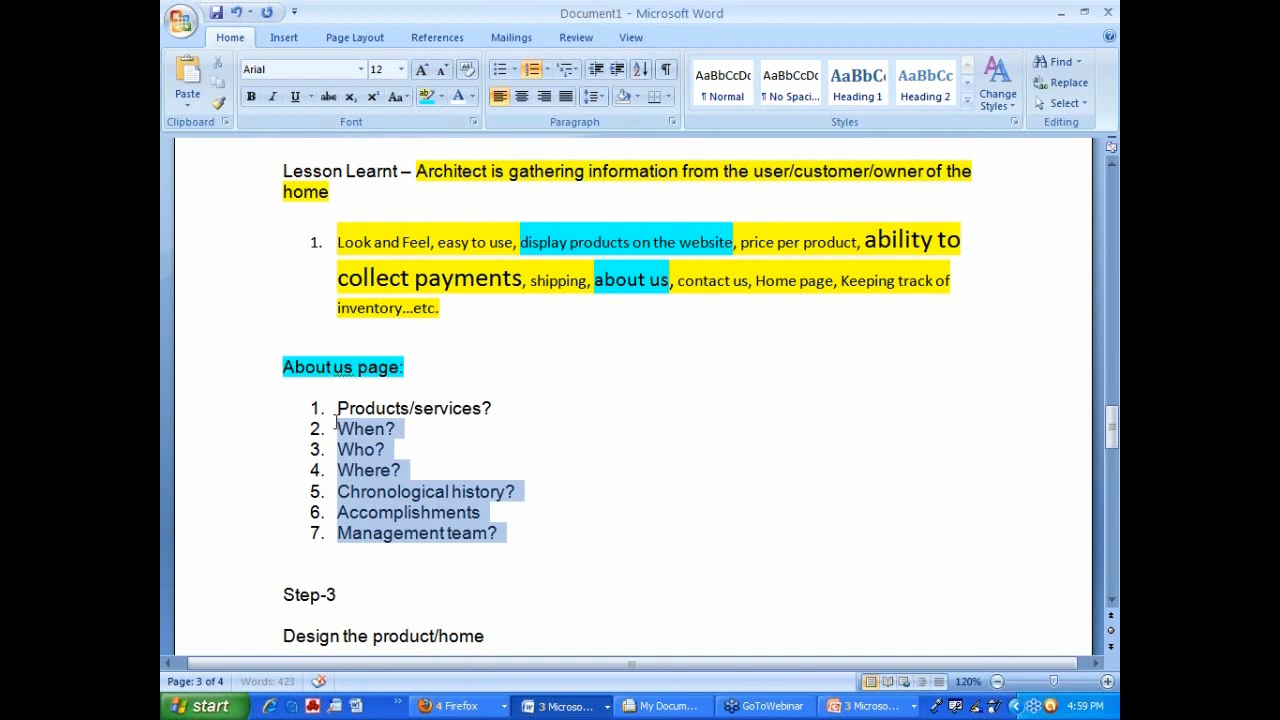 Document1 - Microsoft Word
Home Insert Page Layout References Mailings Review View
Paste
Arial 12
AaBbCcDc AaBbCcDc AaBbC AaBbCc
¶ Normal ¶ No Spaci... Heading 1 Heading 2
Change
Styles
Find
Replace
Select
Clipboard Font Paragraph Styles Editing
Lesson Learnt – Architect is gathering information from the user/customer/owner of the
home
1. Look and Feel, easy to use, display products on the website, price per product, ability to
collect payments, shipping, about us, contact us, Home page, Keeping track of
inventory…etc.
About us page:
1. Products/services?
2. When?
3. Who?
4. Where?
5. Chronological history?
6. Accomplishments
7. Management team?
Step-3
Design the product/home
Page: 3 of 4 Words: 423 120%
start 4 Firefox 3 Microso... My Docum... GoToWebinar 3 Microso... 4:59 PM